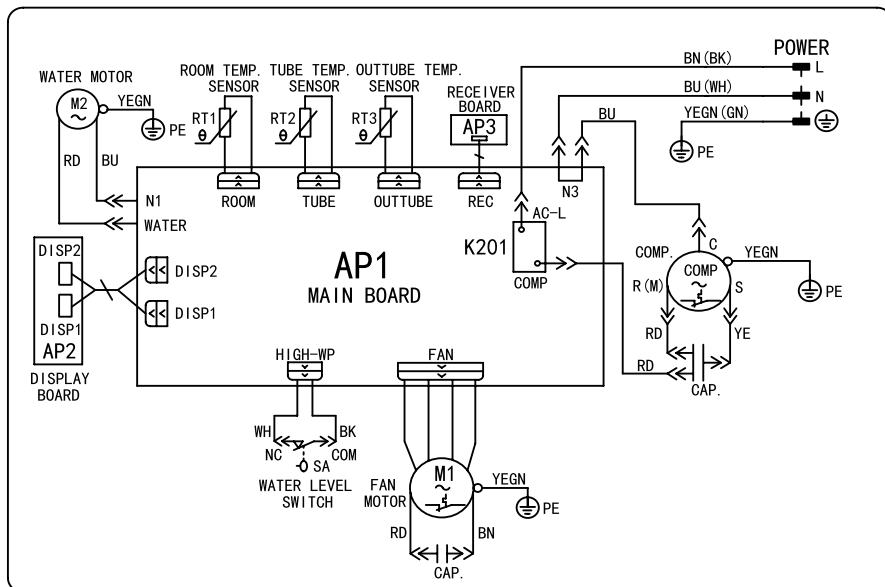 POWER
BN(BK)
L
BU(WH)
N
YEGN(GN)
PE
WATER MOTOR
M2
YEGN
PE
RD
BU
ROOM TEMP.
SENSOR
RT1
θ
TUBE TEMP.
SENSOR
RT2
θ
OUTTUBE TEMP.
SENSOR
RT3
θ
RECEIVER
BOARD
AP3
BU
N3
N1
WATER
ROOM
TUBE
OUTTUBE
REC
AC-L
K201
COMP
AP1
MAIN BOARD
DISP2
DISP1
AP2
DISPLAY
BOARD
DISP2
DISP1
COMP.
C
COMP
YEGN
PE
R(M)
S
RD
YE
RD
CAP.
HIGH-WP
FAN
WH
BK
NC
COM
SA
WATER LEVEL
SWITCH
FAN
MOTOR
M1
YEGN
PE
RD
BN
CAP.